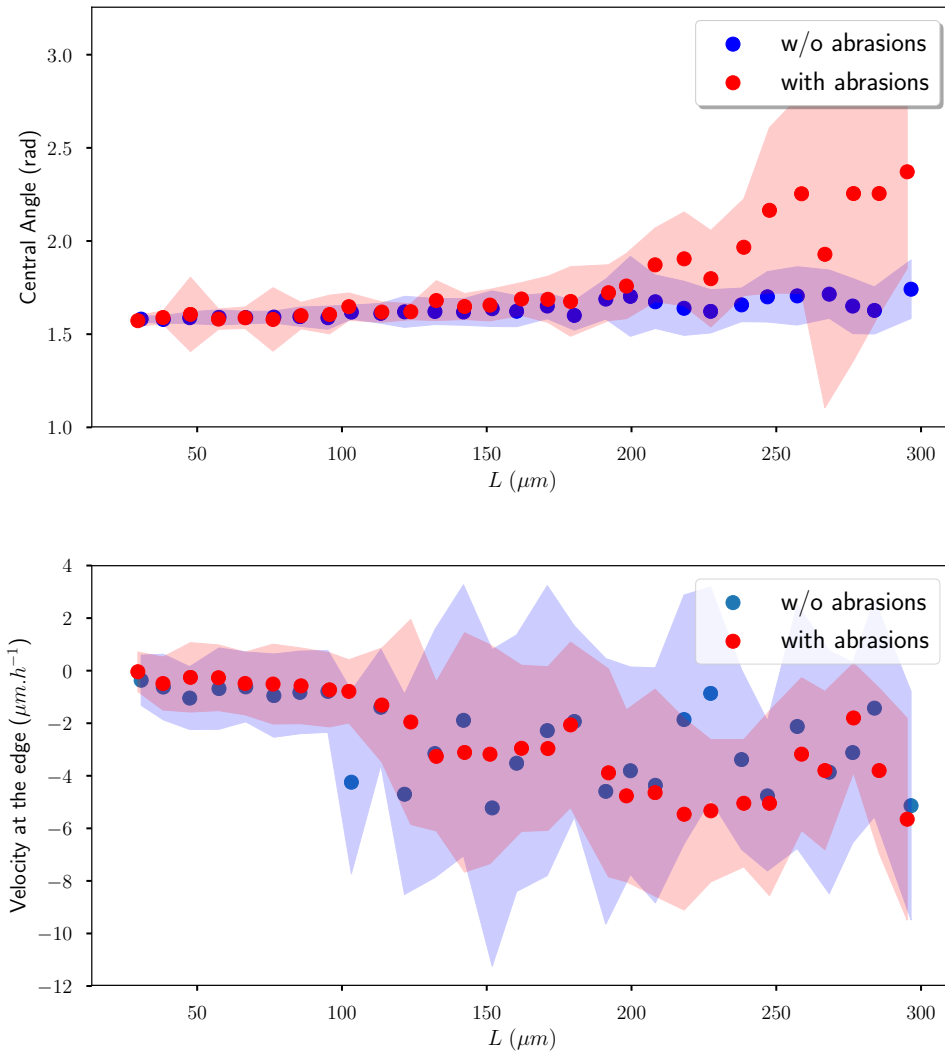 3.0
2.5
2.0
1.5
1.0
Central Angle (rad)
w/o abrasions
with abrasions
50 100 150 200 250 300
L (μm)
4
2
0
−2
−4
−6
−8
−10
−12
Velocity at the edge (μm.h⁻¹)
w/o abrasions
with abrasions
50 100 150 200 250 300
L (μm)